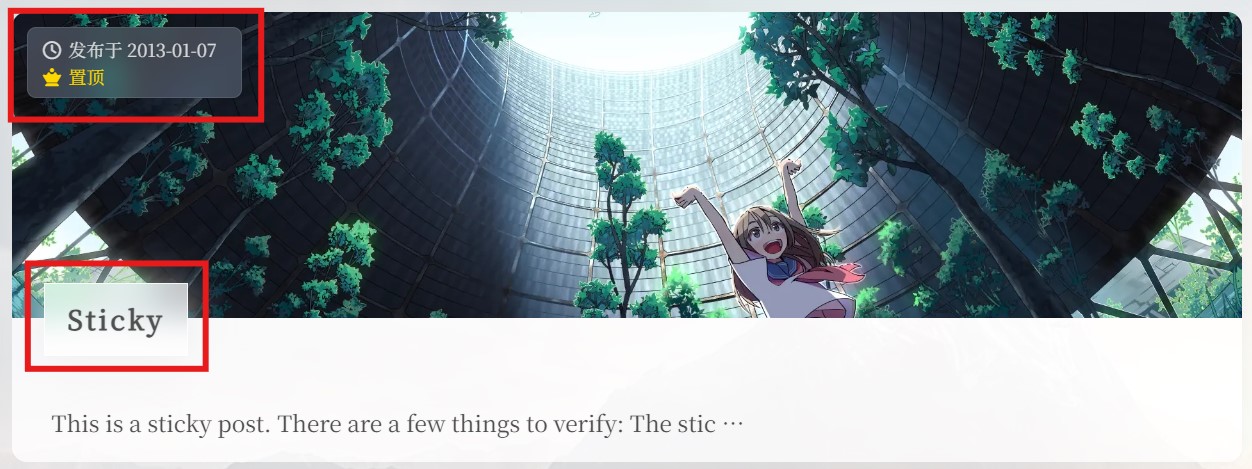 发布于 2013-01-07
置顶
Sticky
This is a sticky post. There are a few things to verify: The stic ···